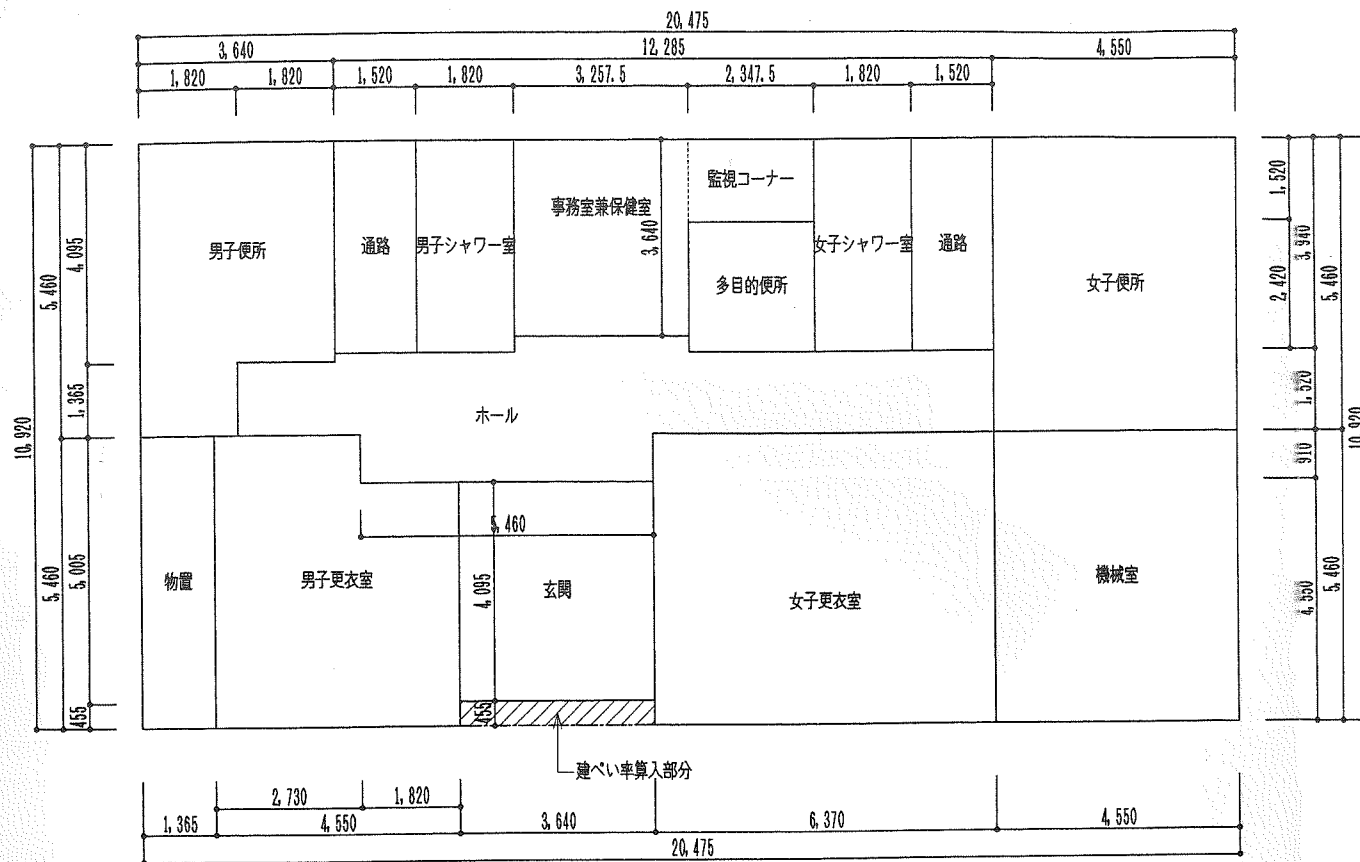 20,475
3,640
12,285
4,550
1,820
1,820
1,520
1,820
3,257.5
2,347.5
1,820
1,520
男子便所
通路
男子シャワー室
事務室兼保健室
3,640
監視コーナー
多目的便所
女子シャワー室
通路
女子便所
10,920
5,460
4,095
1,365
5,460
5,005
455
1,520
2,420
3,940
1,520
5,460
10,920
910
4,550
5,460
ホール
物置
男子更衣室
5,460
4,095
455
玄関
女子更衣室
機械室
建ぺい率算入部分
2,730
1,820
1,365
4,550
3,640
6,370
4,550
20,475